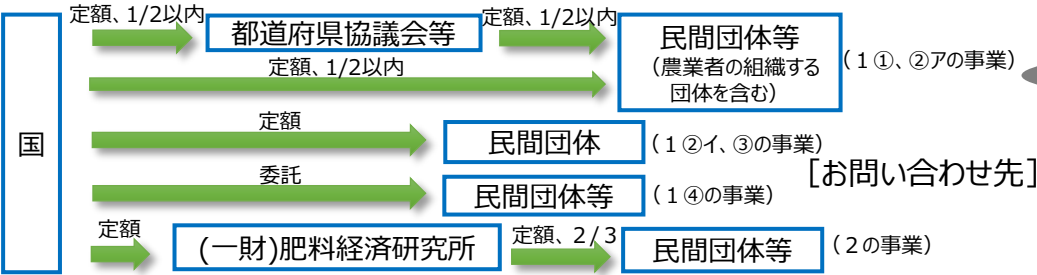 国
定額、1/2以内
都道府県協議会等
定額、1/2以内
民間団体等
（農業者の組織する
団体を含む）
（１①、②アの事業）
定額、1/2以内
定額
民間団体
（１②イ、③の事業）
委託
民間団体等
（１④の事業）
［お問い合わせ先］
定額
(一財)肥料経済研究所
定額、２/３
民間団体等
（２の事業）